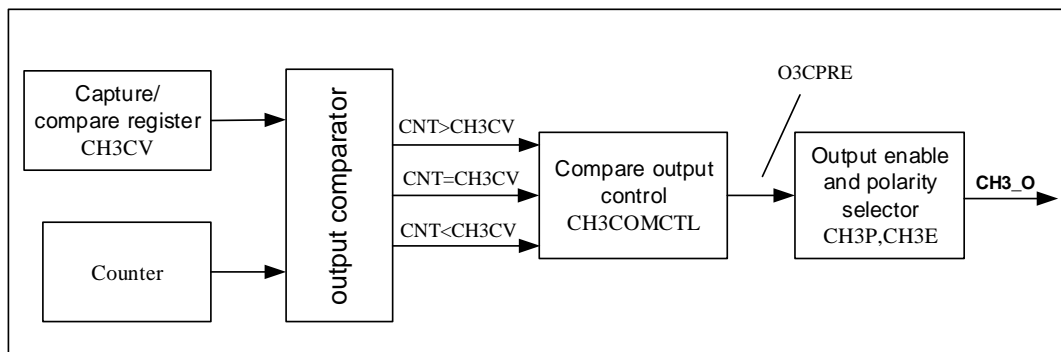 Capture/
compare register
CH3CV
Counter
output comparator
CNT>CH3CV
CNT=CH3CV
CNT<CH3CV
Compare output
control
CH3COMCTL
O3CPRE
Output enable
and polarity
selector
CH3P,CH3E
CH3_O